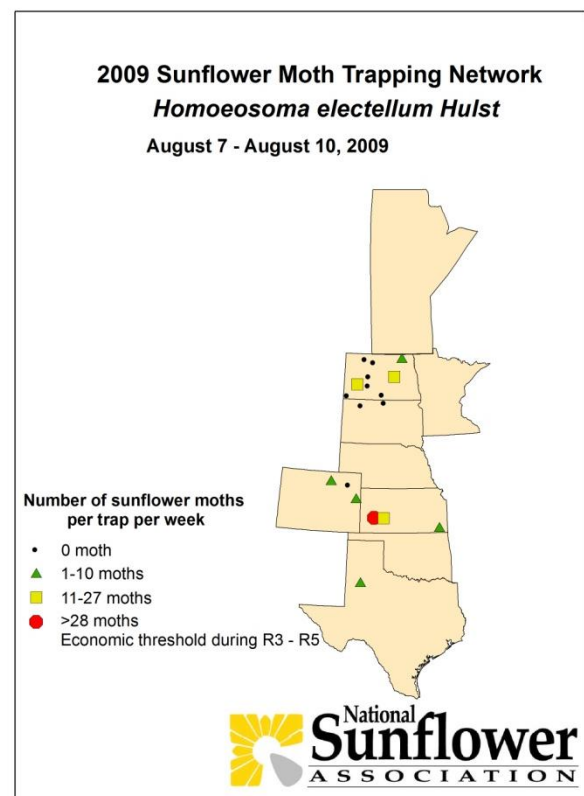 2009 Sunflower Moth Trapping Network
Homoeosoma electellum Hulst
August 7 - August 10, 2009
Number of sunflower moths
per trap per week
0 moth
1-10 moths
11-27 moths
>28 moths
Economic threshold during R3 - R5
National
Sunflower
ASSOCIATION